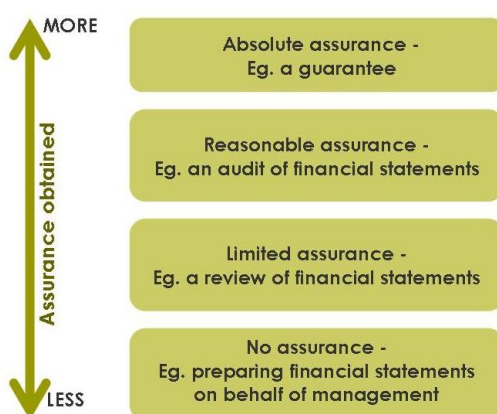 MORE
Absolute assurance -
Eg. a guarantee
Reasonable assurance -
Eg. an audit of financial statements
Assurance obtained
Limited assurance -
Eg. a review of financial statements
No assurance -
Eg. preparing financial statements
on behalf of management
LESS